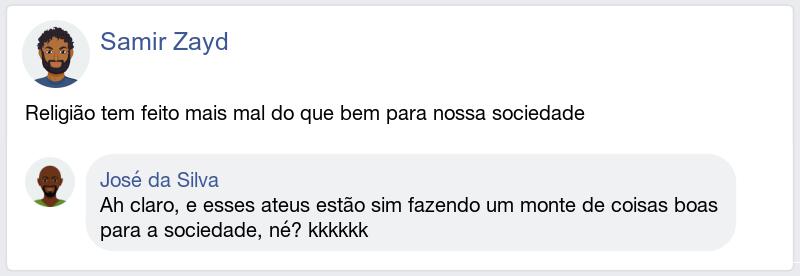 Samir Zayd
Religião tem feito mais mal do que bem para nossa sociedade
José da Silva
Ah claro, e esses ateus estão sim fazendo um monte de coisas boas
para a sociedade, né? kkkkkk